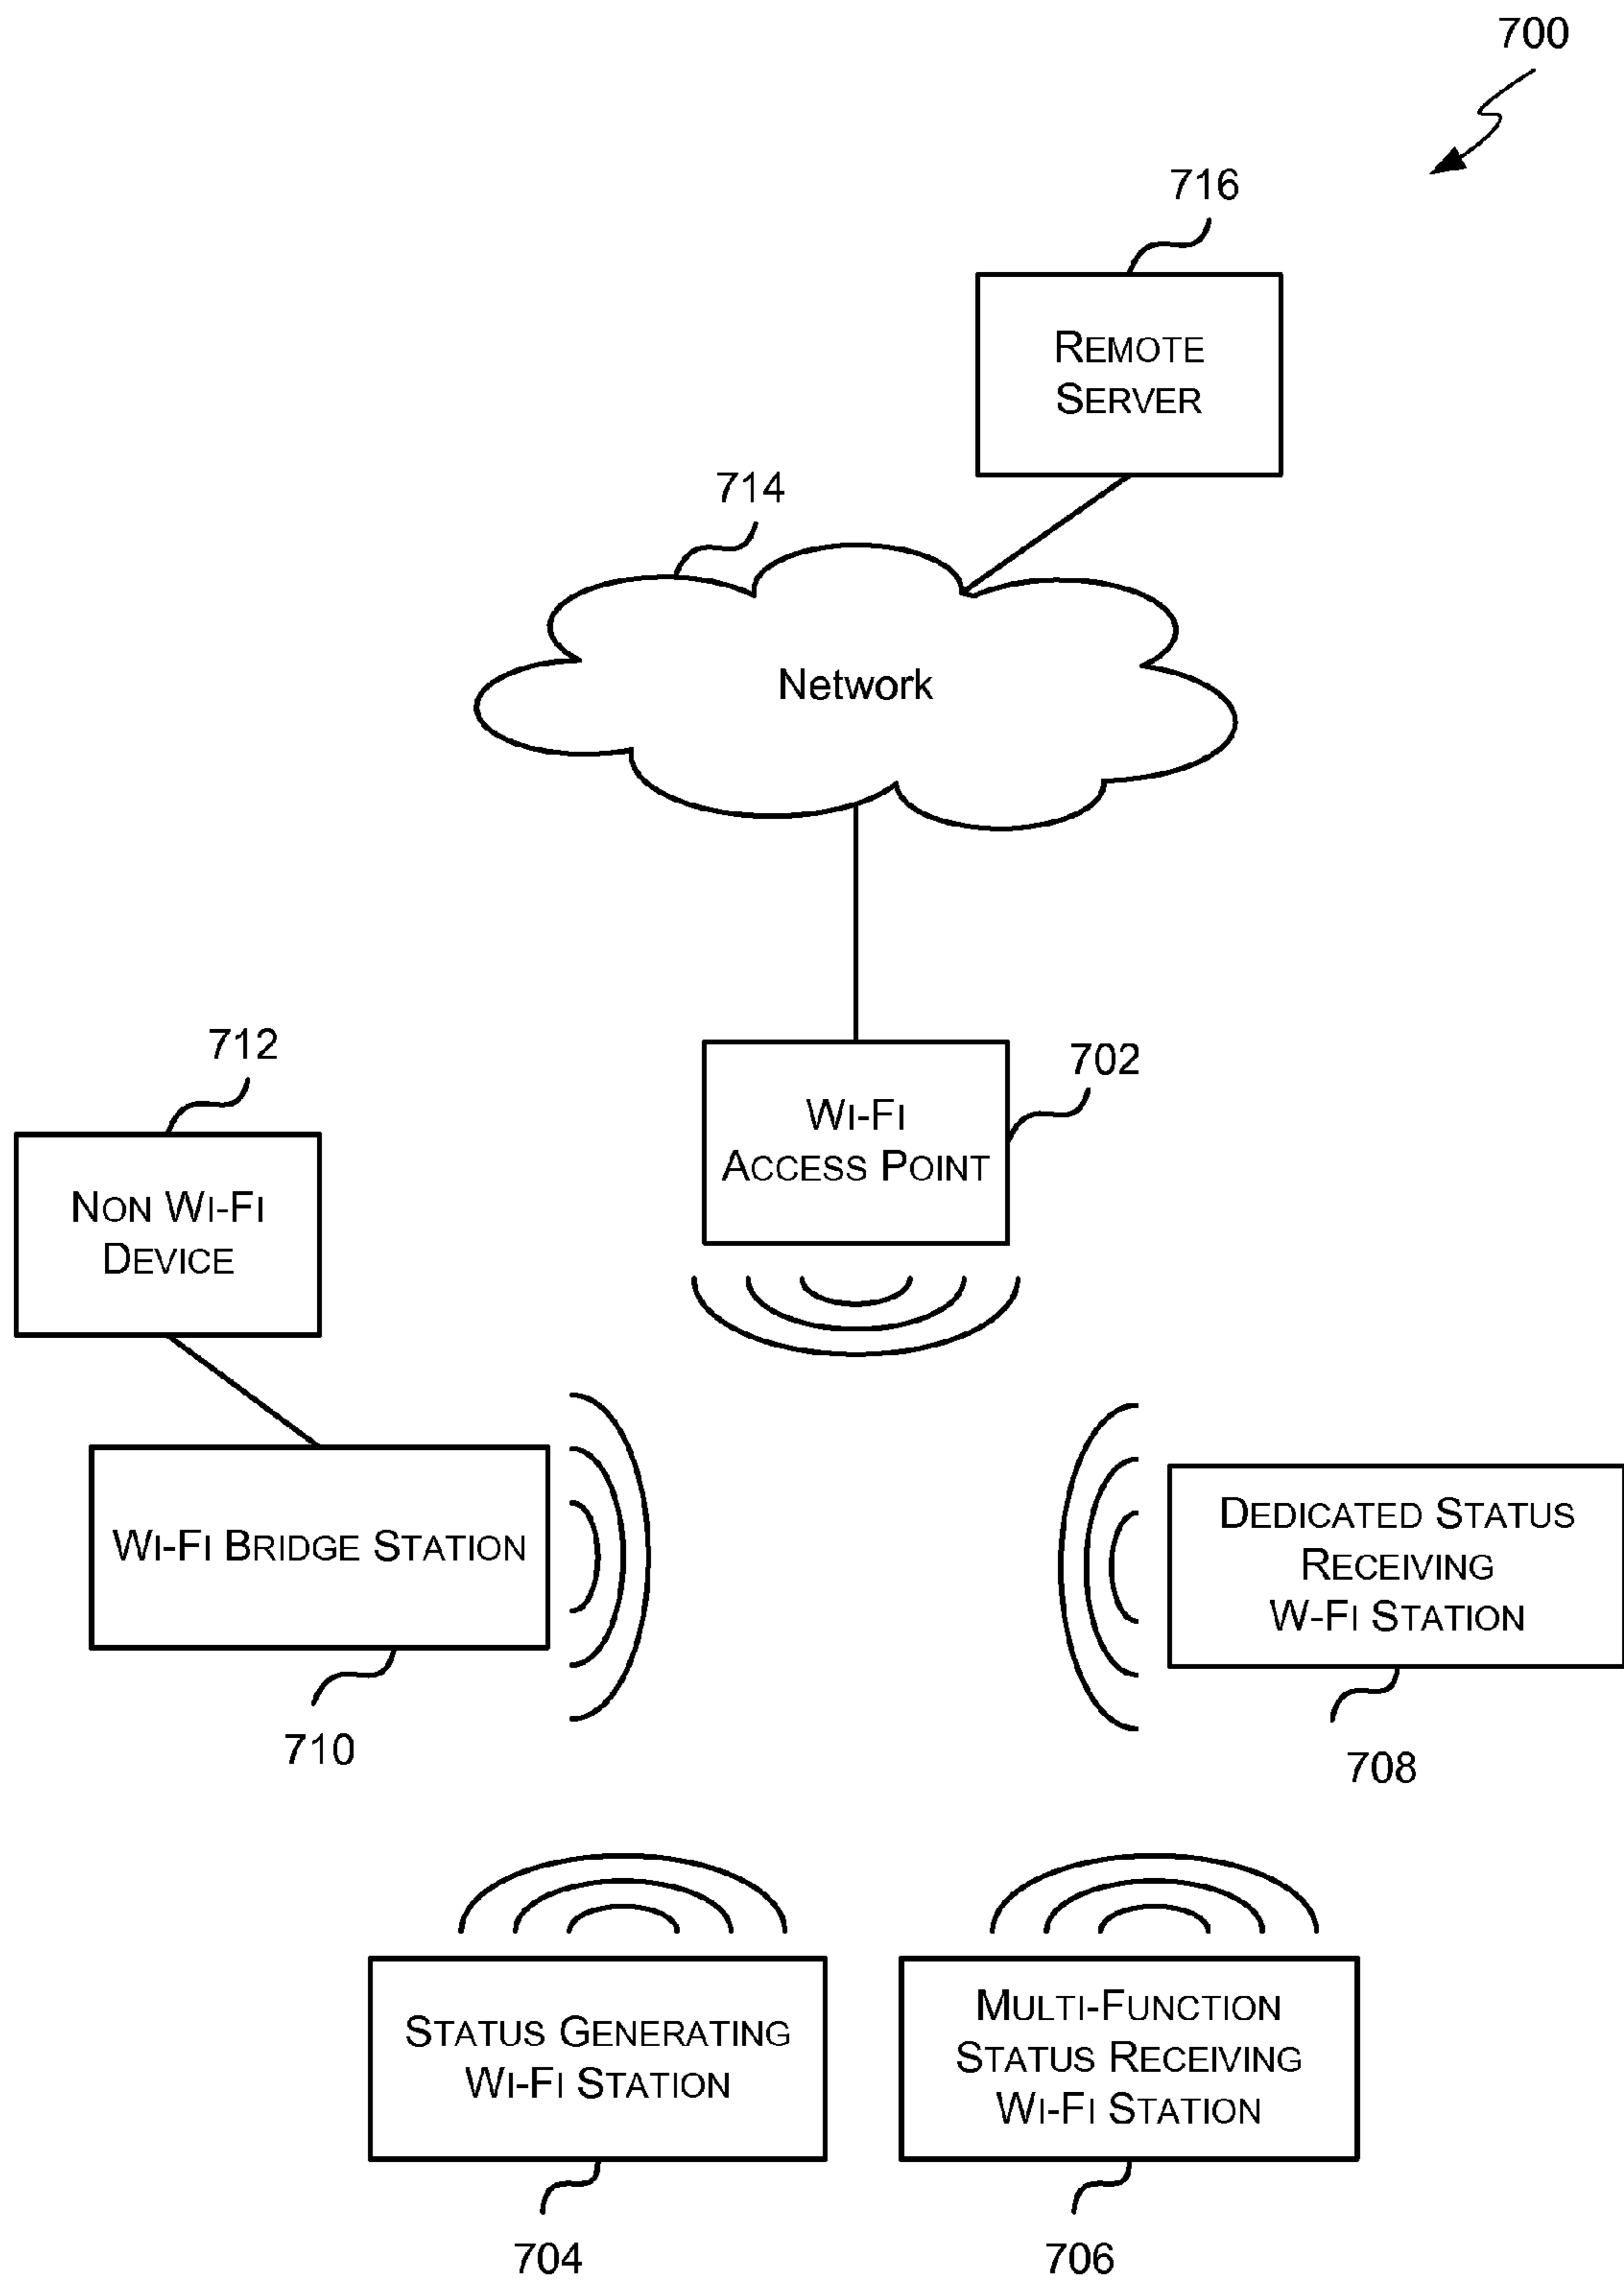 700
716
REMOTE
SERVER
714
Network
712
702
WI-FI
ACCESS POINT
NON WI-FI
DEVICE
WI-FI BRIDGE STATION
DEDICATED STATUS
RECEIVING
W-FI STATION
710
708
STATUS GENERATING
WI-FI STATION
MULTI-FUNCTION
STATUS RECEIVING
WI-FI STATION
704
706